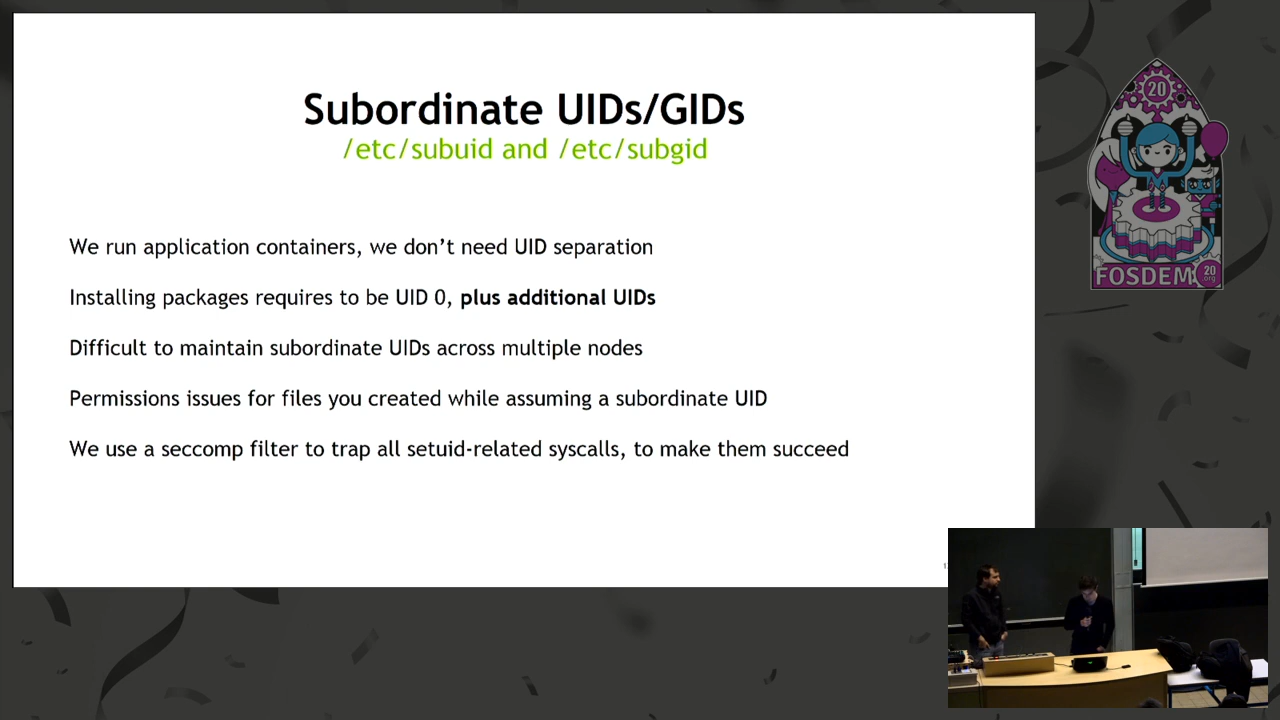 Subordinate UIDs/GIDs
/etc/subuid and /etc/subgid
We run application containers, we don’t need UID separation
Installing packages requires to be UID 0, plus additional UIDs
Difficult to maintain subordinate UIDs across multiple nodes
Permissions issues for files you created while assuming a subordinate UID
We use a seccomp filter to trap all setuid-related syscalls, to make them succeed
20
FOSDEM
20
.org